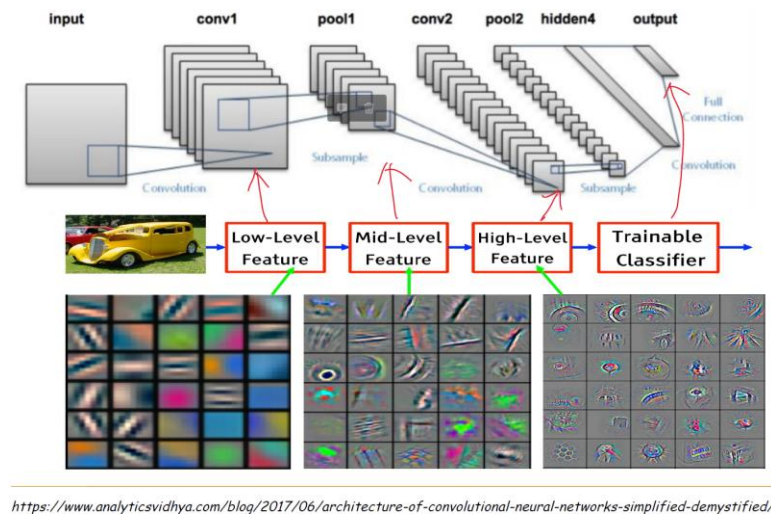 input conv1 pool1 conv2 pool2 hidden4 output
Full
Connection
Subsample
Convolution
Convolution
Subsample
Convolution
Low-Level
Feature
Mid-Level
Feature
High-Level
Feature
Trainable
Classifier
https://www.analyticsvidhya.com/blog/2017/06/architecture-of-convolutional-neural-networks-simplified-demystified/